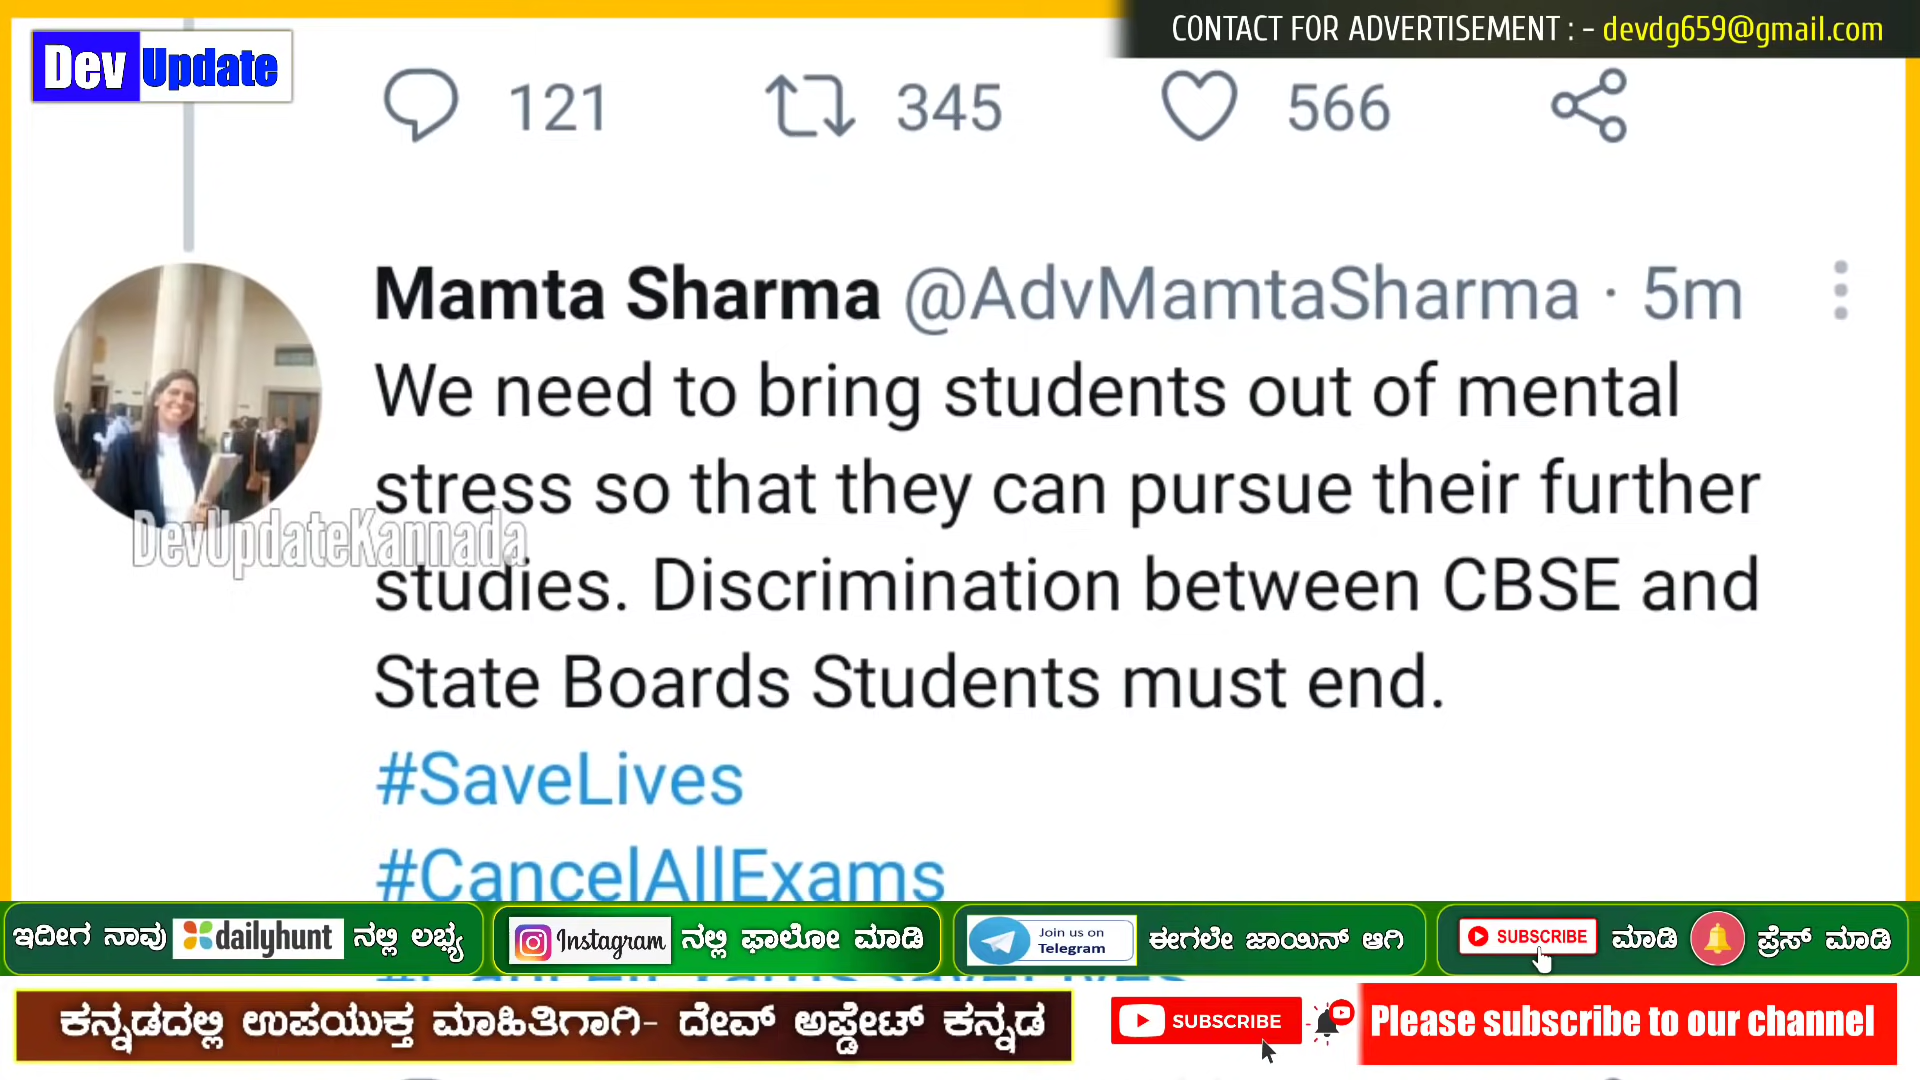 CONTACT FOR ADVERTISEMENT : - devdg659@gmail.com
Dev Update
121 345 566
Mamta Sharma @AdvMamtaSharma · 5m
We need to bring students out of mental
stress so that they can pursue their further
DevUpdateKannada
studies. Discrimination between CBSE and
State Boards Students must end.
#SaveLives
#CancelAllExams
ಇದೀಗ ನಾವು dailyhunt ನಲ್ಲಿ ಲಭ್ಯ
Instagram ನಲ್ಲಿ ಫಾಲೋ ಮಾಡಿ
Join us on
Telegram
ಈಗಲೇ ಜಾಯಿನ್ ಆಗಿ
SUBSCRIBE ಮಾಡಿ ಪ್ರೆಸ್ ಮಾಡಿ
ಕನ್ನಡದಲ್ಲಿ ಉಪಯುಕ್ತ ಮಾಹಿತಿಗಾಗಿ- ದೇವ್ ಅಪ್ಡೇಟ್ ಕನ್ನಡ
SUBSCRIBE
Please subscribe to our channel